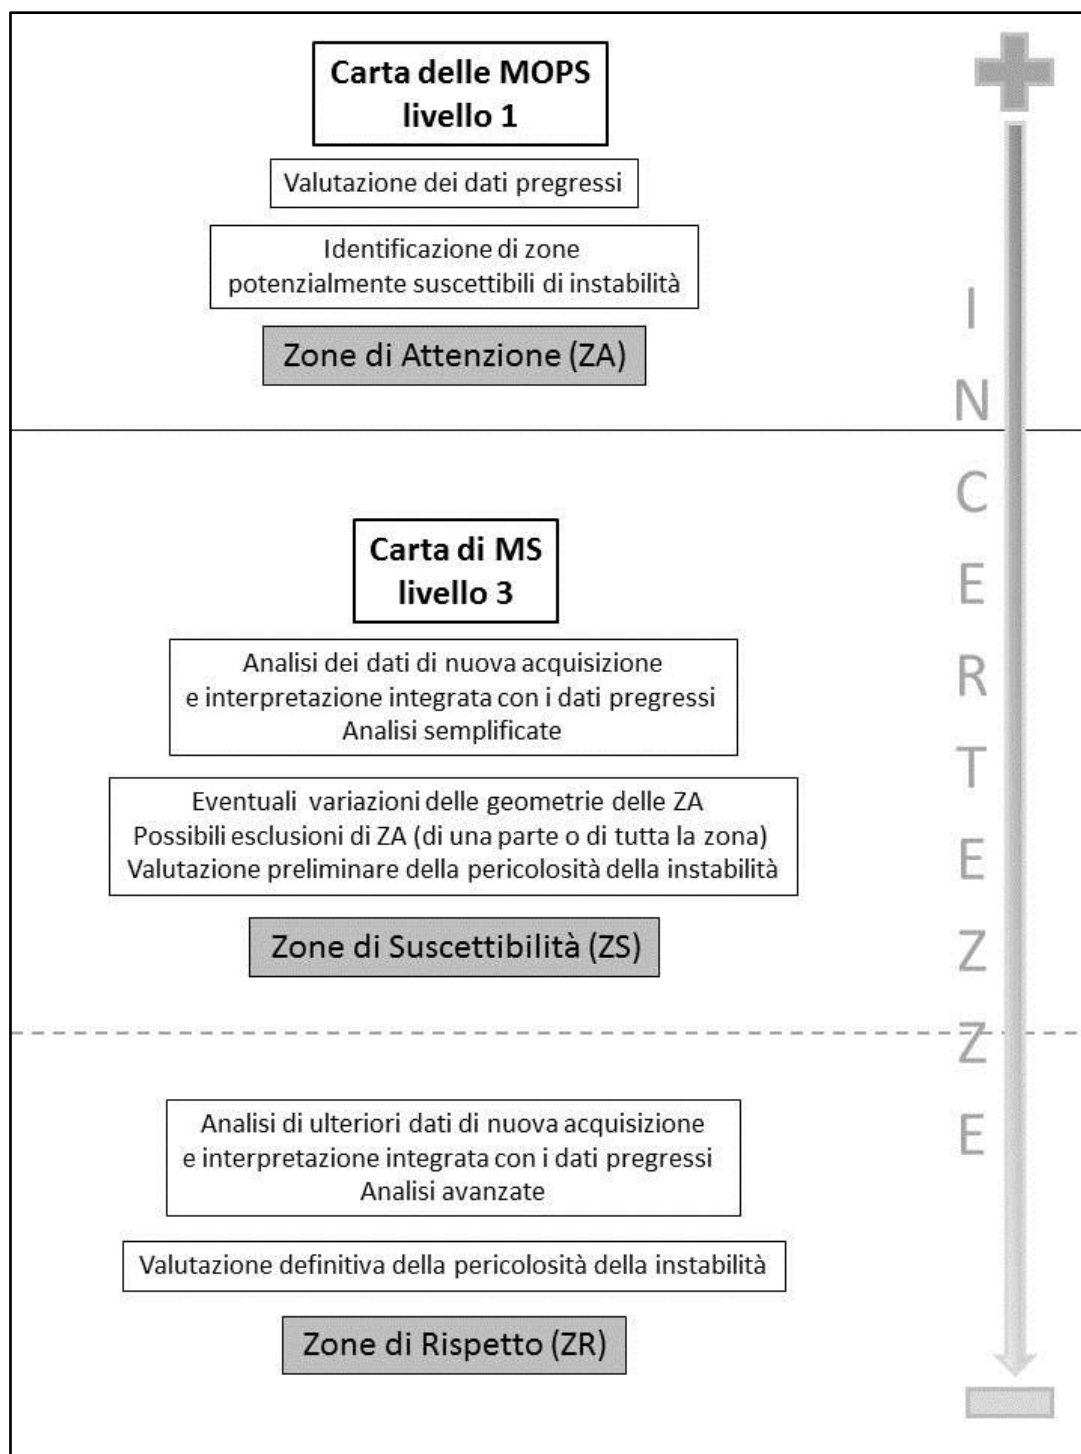 Carta delle MOPS
livello 1
Valutazione dei dati pregressi
Identificazione di zone
potenzialmente suscettibili di instabilità
Zone di Attenzione (ZA)
Carta di MS
livello 3
Analisi dei dati di nuova acquisizione
e interpretazione integrata con i dati pregressi
Analisi semplificate
Eventuali variazioni delle geometrie delle ZA
Possibili esclusioni di ZA (di una parte o di tutta la zona)
Valutazione preliminare della pericolosità della instabilità
Zone di Suscettibilità (ZS)
Analisi di ulteriori dati di nuova acquisizione
e interpretazione integrata con i dati pregressi
Analisi avanzate
Valutazione definitiva della pericolosità della instabilità
Zone di Rispetto (ZR)
INCERTEZZE